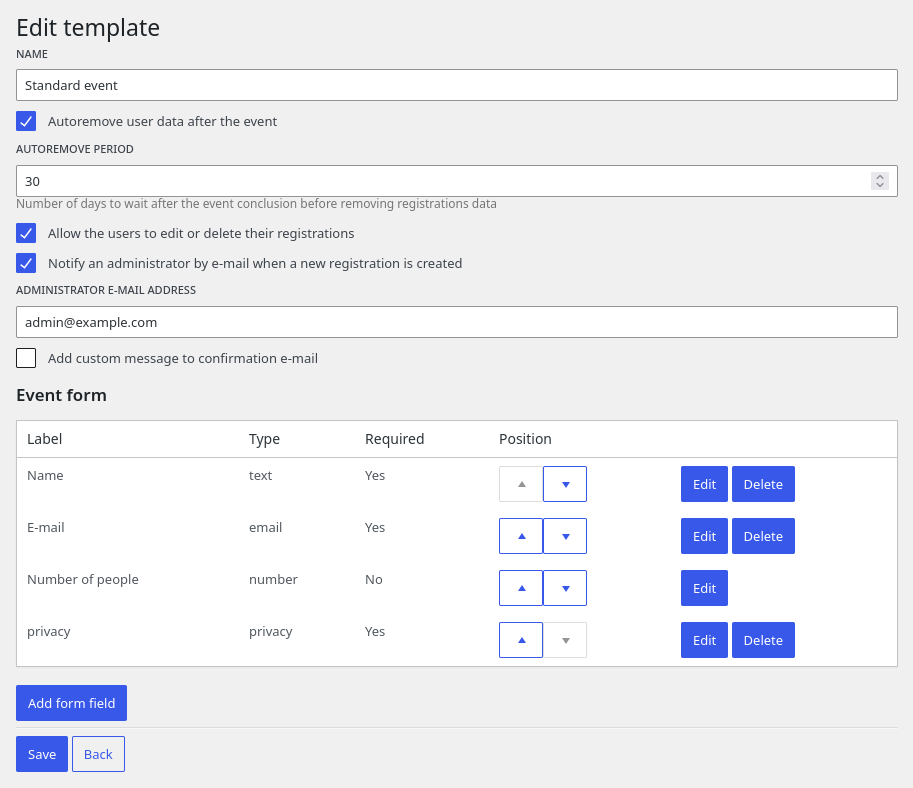 Edit template
NAME
Standard event
Autoremove user data after the event
AUTOREMOVE PERIOD
30
Number of days to wait after the event conclusion before removing registrations data
Allow the users to edit or delete their registrations
Notify an administrator by e-mail when a new registration is created
ADMINISTRATOR E-MAIL ADDRESS
admin@example.com
Add custom message to confirmation e-mail
Event form
Label Type Required Position
Name text Yes Edit Delete
E-mail email Yes Edit Delete
Number of people number No Edit
privacy privacy Yes Edit Delete
Add form field
Save Back